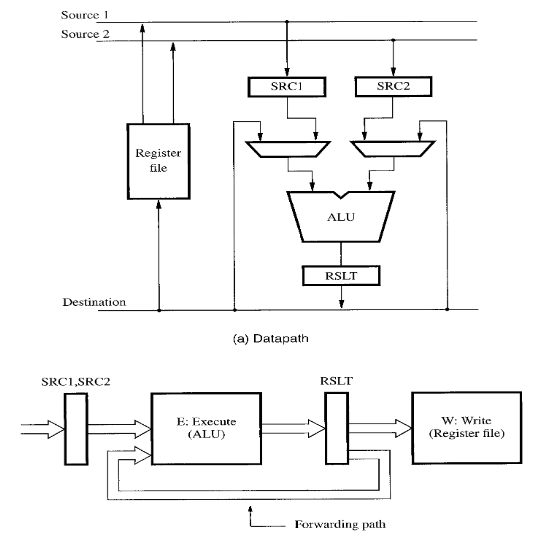 Source 1
Source 2
SRC1
SRC2
Register
file
ALU
RSLT
Destination
(a) Datapath
SRC1,SRC2
RSLT
E: Execute
(ALU)
W: Write
(Register file)
Forwarding path